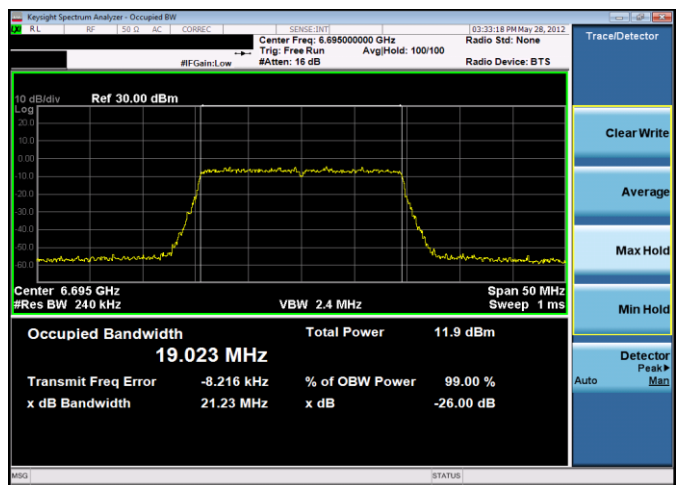 Keysight Spectrum Analyzer - Occupied BW
LXI RL RF 50 Ω AC CORREC SENSE:INT 03:33:18 PM May 28, 2012
Center Freq: 6.695000000 GHz Radio Std: None
Trig: Free Run Avg|Hold: 100/100
#IFGain:Low #Atten: 16 dB Radio Device: BTS
Trace/Detector
10 dB/div Ref 30.00 dBm
Log
20.0
10.0
0.00
-10.0
-20.0
-30.0
-40.0
-50.0
-60.0
Center 6.695 GHz Span 50 MHz
#Res BW 240 kHz VBW 2.4 MHz Sweep 1 ms
Occupied Bandwidth Total Power 11.9 dBm
19.023 MHz
Transmit Freq Error -8.216 kHz % of OBW Power 99.00 %
x dB Bandwidth 21.23 MHz x dB -26.00 dB
Clear Write
Average
Max Hold
Min Hold
Detector
Peak▶
Auto Man
MSG STATUS